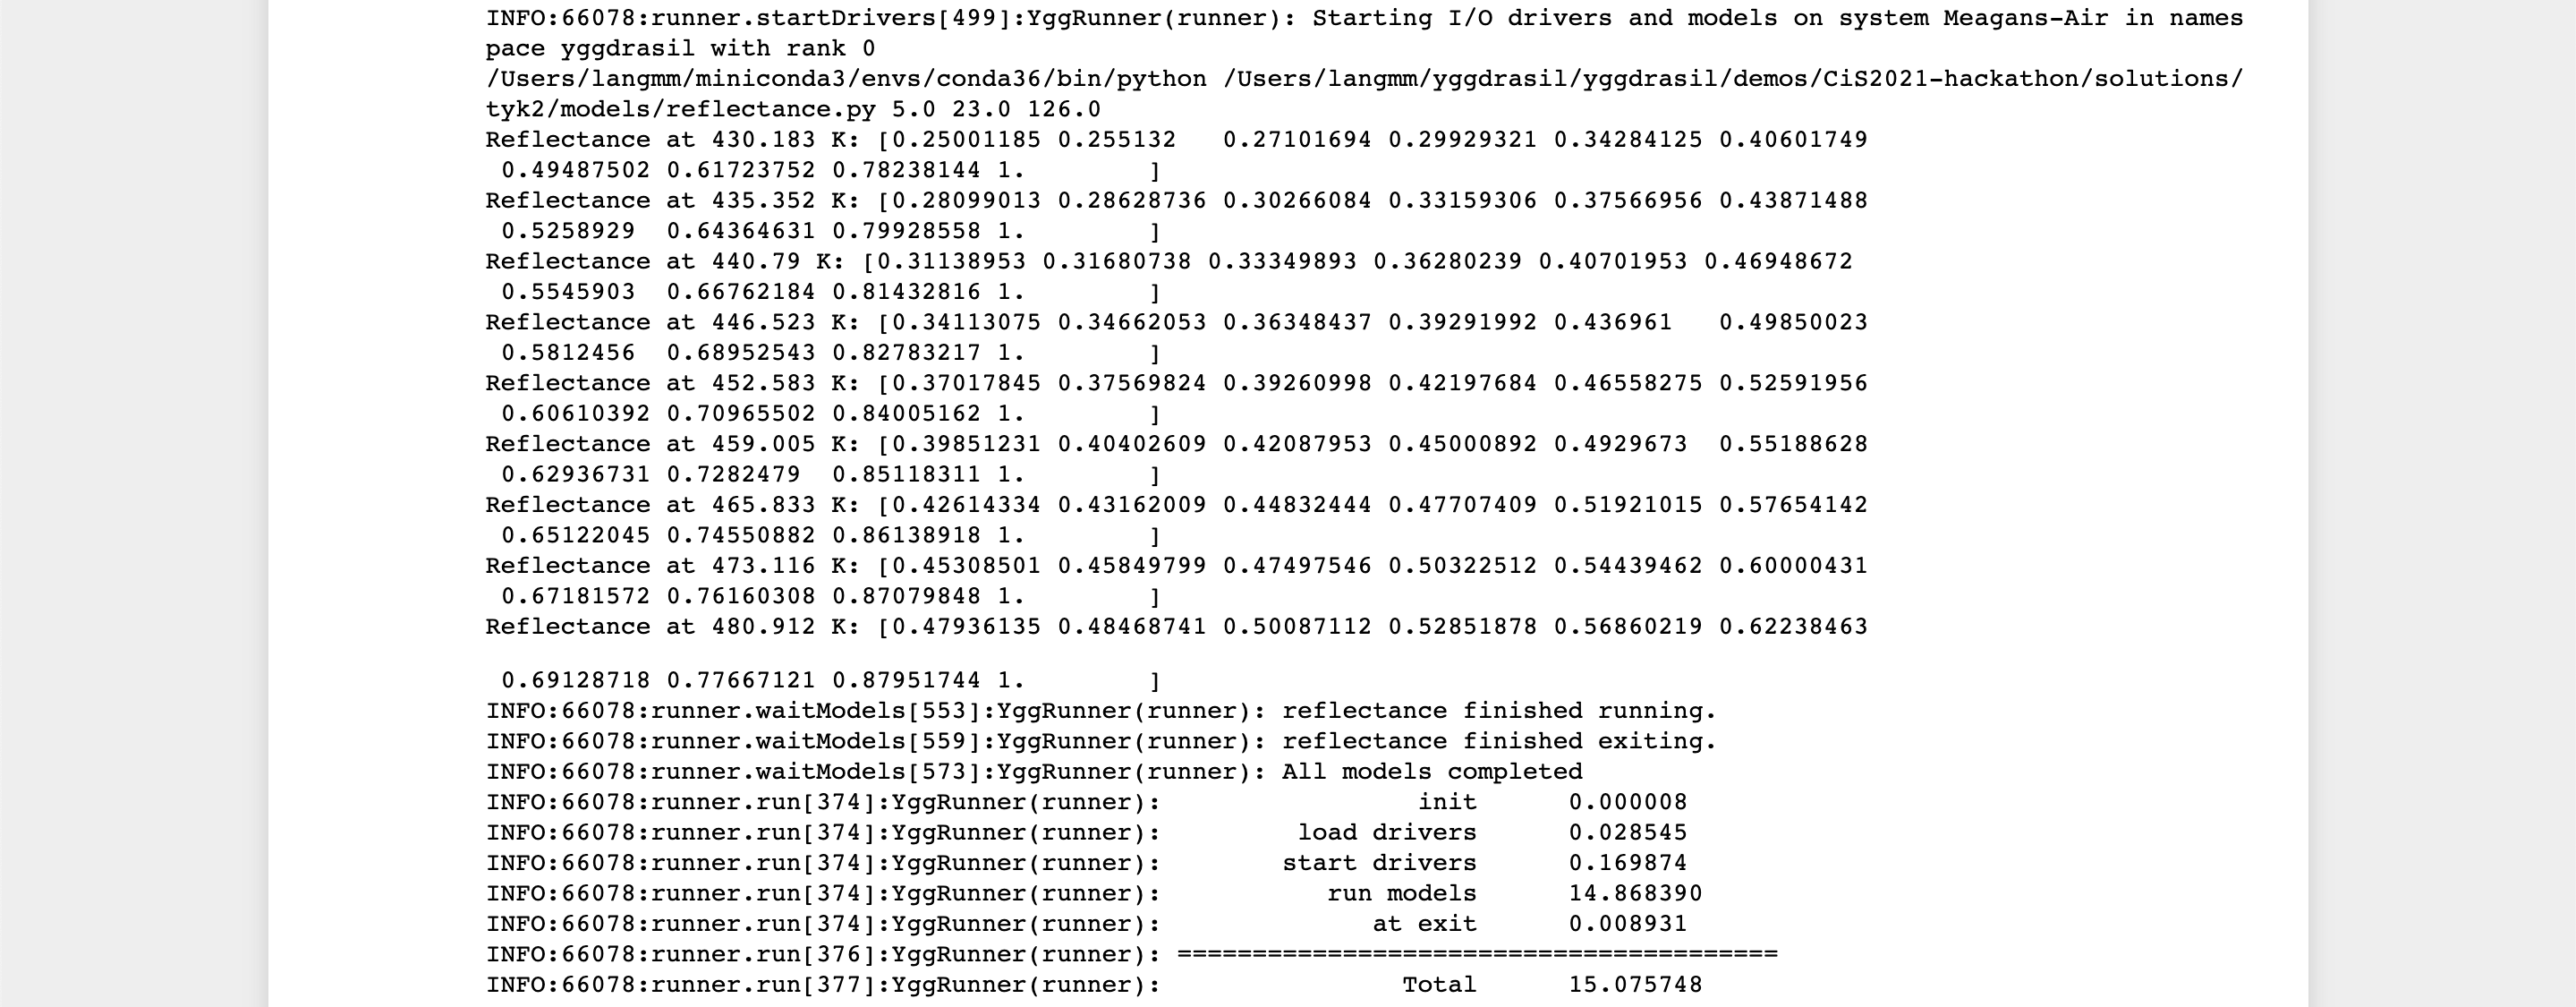 INFO:66078:runner.startDrivers[499]:YggRunner(runner): Starting I/O drivers and models on system Meagans-Air in names
pace yggdrasil with rank 0
/Users/langmm/miniconda3/envs/conda36/bin/python /Users/langmm/yggdrasil/yggdrasil/demos/CiS2021-hackathon/solutions/
tyk2/models/reflectance.py 5.0 23.0 126.0
Reflectance at 430.183 K: [0.25001185 0.255132   0.27101694 0.29929321 0.34284125 0.40601749
 0.49487502 0.61723752 0.78238144 1.        ]
Reflectance at 435.352 K: [0.28099013 0.28628736 0.30266084 0.33159306 0.37566956 0.43871488
 0.5258929  0.64364631 0.79928558 1.        ]
Reflectance at 440.79 K: [0.31138953 0.31680738 0.33349893 0.36280239 0.40701953 0.46948672
 0.5545903  0.66762184 0.81432816 1.        ]
Reflectance at 446.523 K: [0.34113075 0.34662053 0.36348437 0.39291992 0.436961   0.49850023
 0.5812456  0.68952543 0.82783217 1.        ]
Reflectance at 452.583 K: [0.37017845 0.37569824 0.39260998 0.42197684 0.46558275 0.52591956
 0.60610392 0.70965502 0.84005162 1.        ]
Reflectance at 459.005 K: [0.39851231 0.40402609 0.42087953 0.45000892 0.4929673  0.55188628
 0.62936731 0.7282479  0.85118311 1.        ]
Reflectance at 465.833 K: [0.42614334 0.43162009 0.44832444 0.47707409 0.51921015 0.57654142
 0.65122045 0.74550882 0.86138918 1.        ]
Reflectance at 473.116 K: [0.45308501 0.45849799 0.47497546 0.50322512 0.54439462 0.60000431
 0.67181572 0.76160308 0.87079848 1.        ]
Reflectance at 480.912 K: [0.47936135 0.48468741 0.50087112 0.52851878 0.56860219 0.62238463
 0.69128718 0.77667121 0.87951744 1.        ]
INFO:66078:runner.waitModels[553]:YggRunner(runner): reflectance finished running.
INFO:66078:runner.waitModels[559]:YggRunner(runner): reflectance finished exiting.
INFO:66078:runner.waitModels[573]:YggRunner(runner): All models completed
INFO:66078:runner.run[374]:YggRunner(runner):                 init      0.000008
INFO:66078:runner.run[374]:YggRunner(runner):         load drivers      0.028545
INFO:66078:runner.run[374]:YggRunner(runner):        start drivers      0.169874
INFO:66078:runner.run[374]:YggRunner(runner):           run models      14.868390
INFO:66078:runner.run[374]:YggRunner(runner):              at exit      0.008931
INFO:66078:runner.run[376]:YggRunner(runner): ========================================
INFO:66078:runner.run[377]:YggRunner(runner):                Total      15.075748